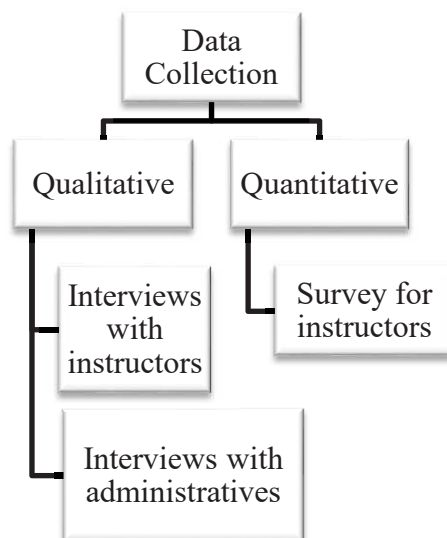 Data
Collection
Qualitative
Quantitative
Interviews
with
instructors
Survey for
instructors
Interviews with
administratives